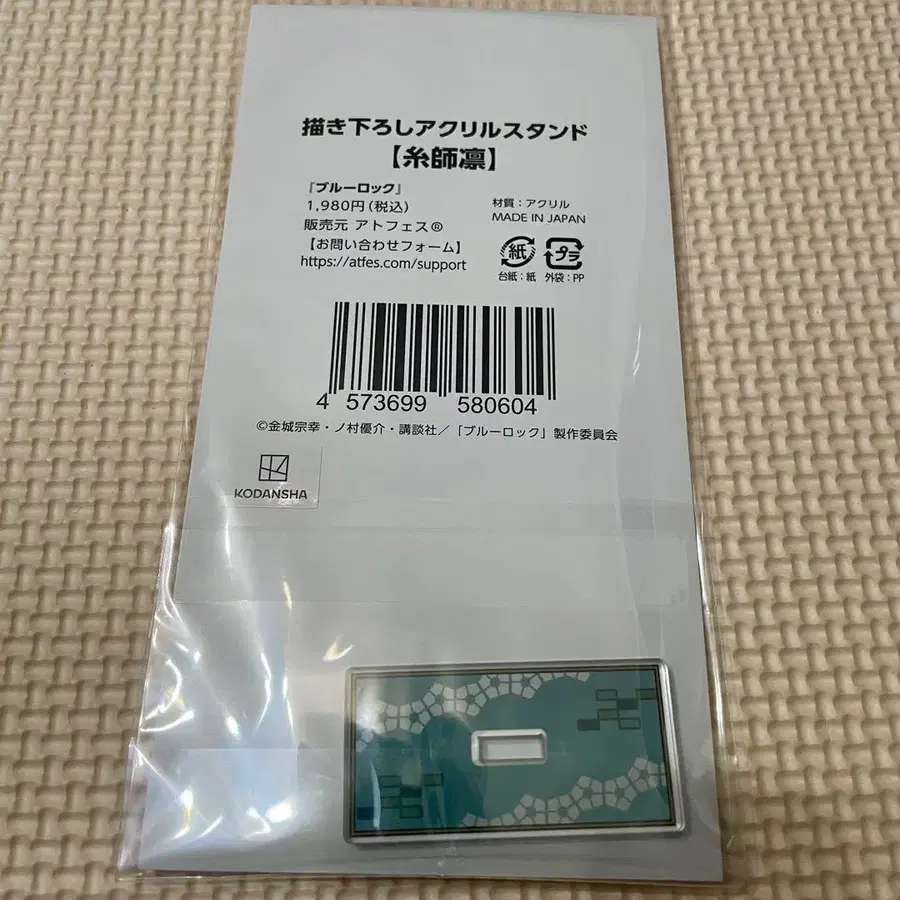 描き下ろしアクリルスタンド
【糸師凛】
『ブルーロック』
1,980円(税込)
販売元 アトフェス®
【お問い合わせフォーム】
https://atfes.com/support
材質：アクリル
MADE IN JAPAN
紙 プラ
台紙：紙 外袋：PP
4 573699 580604
©金城宗幸・ノ村優介・講談社／「ブルーロック」製作委員会
KODANSHA